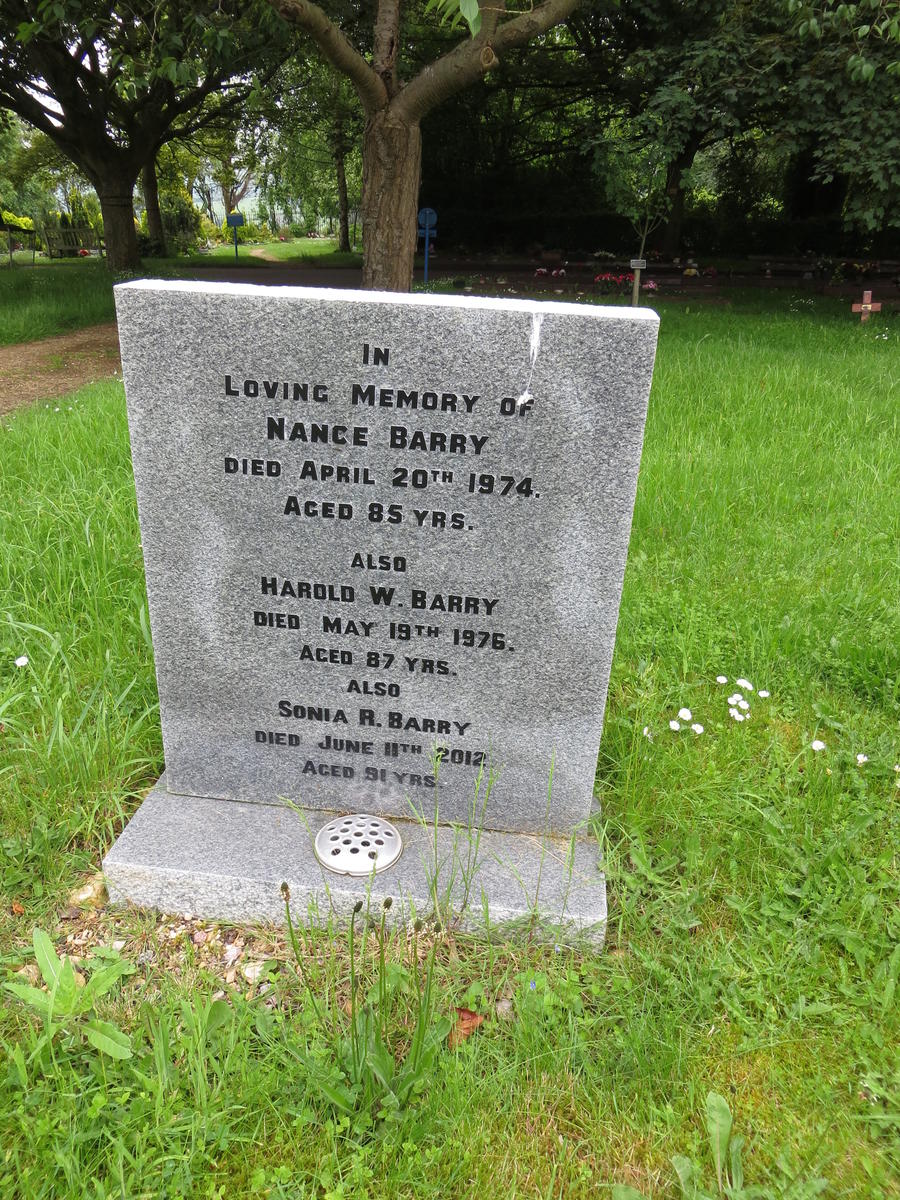 IN
LOVING MEMORY OF
NANCE BARRY
DIED APRIL 20TH 1974.
AGED 85 YRS.
ALSO
HAROLD W. BARRY
DIED MAY 19TH 1976.
AGED 87 YRS.
ALSO
SONIA R. BARRY
DIED JUNE 11TH 2012
AGED 91 YRS.